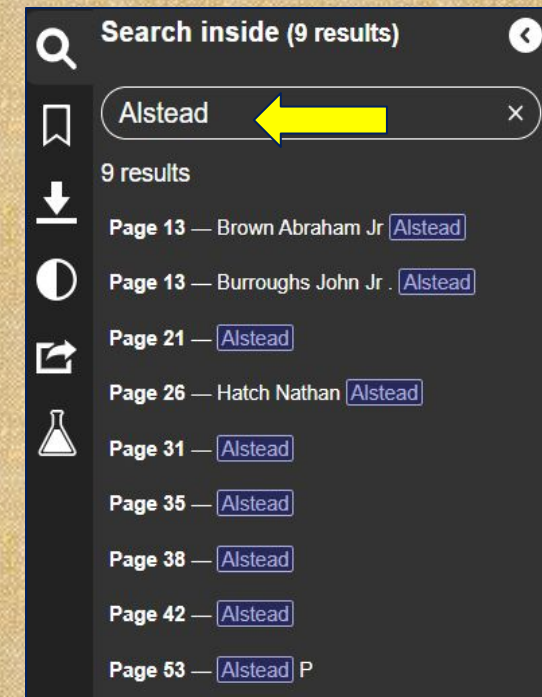 Search inside (9 results)
Alstead
9 results
Page 13 — Brown Abraham Jr Alstead
Page 13 — Burroughs John Jr . Alstead
Page 21 — Alstead
Page 26 — Hatch Nathan Alstead
Page 31 — Alstead
Page 35 — Alstead
Page 38 — Alstead
Page 42 — Alstead
Page 53 — Alstead P